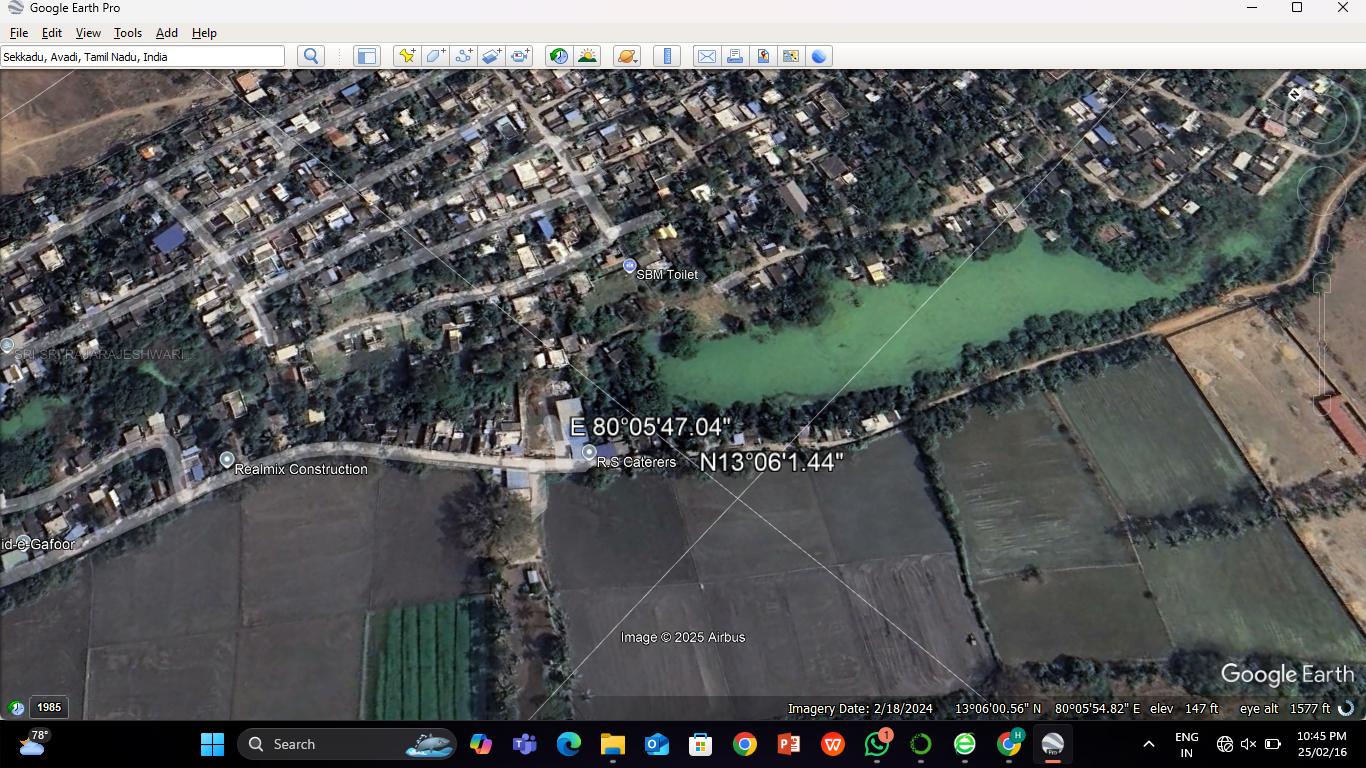 Google Earth Pro
File Edit View Tools Add Help
Sekkadu, Avadi, Tamil Nadu, India
SBM Toilet
SRI SRI RAJARAJESHWARI...
E 80°05'47.04"
R.S Caterers
N13°06'1.44"
Realmix Construction
id-e-Gafoor
Image © 2025 Airbus
Google Earth
1985
Imagery Date: 2/18/2024 13°06'00.56" N 80°05'54.82" E elev 147 ft eye alt 1577 ft
78°
Search
1
H
ENG
IN
10:45 PM
25/02/16